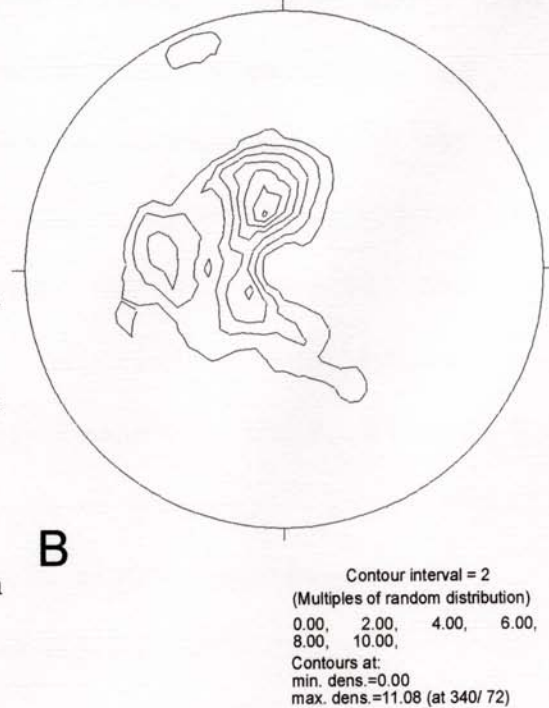 B
Contour interval = 2
(Multiples of random distribution)
0.00, 2.00, 4.00, 6.00,
8.00, 10.00,
Contours at:
min. dens.=0.00
max. dens.=11.08 (at 340/ 72)